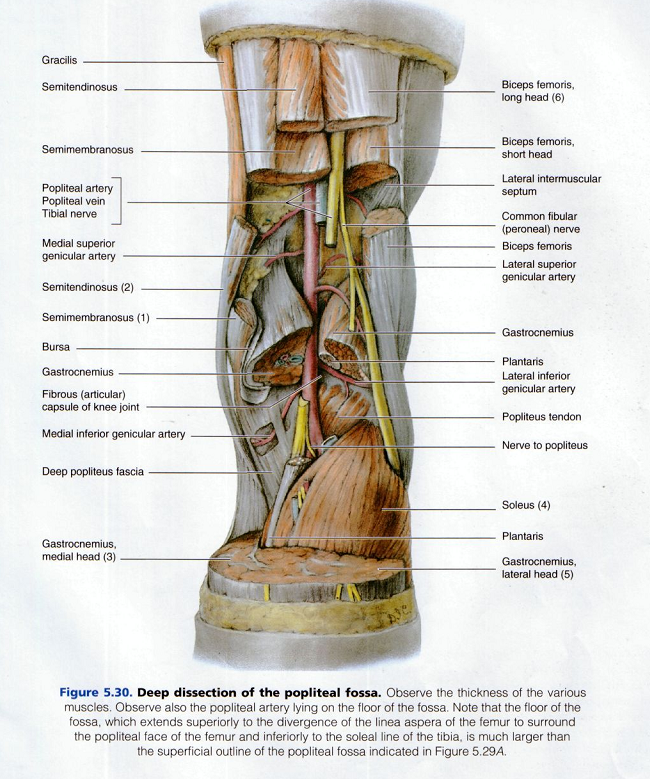 Gracilis
Semitendinosus
Semimembranosus
Popliteal artery
Popliteal vein
Tibial nerve
Medial superior
genicular artery
Semitendinosus (2)
Semimembranosus (1)
Bursa
Gastrocnemius
Fibrous (articular)
capsule of knee joint
Medial inferior genicular artery
Deep popliteus fascia
Gastrocnemius,
medial head (3)
Biceps femoris,
long head (6)
Biceps femoris,
short head
Lateral intermuscular
septum
Common fibular
(peroneal) nerve
Biceps femoris
Lateral superior
genicular artery
Gastrocnemius
Plantaris
Lateral inferior
genicular artery
Popliteus tendon
Nerve to popliteus
Soleus (4)
Plantaris
Gastrocnemius,
lateral head (5)
Figure 5.30. Deep dissection of the popliteal fossa. Observe the thickness of the various
muscles. Observe also the popliteal artery lying on the floor of the fossa. Note that the floor of the
fossa, which extends superiorly to the divergence of the linea aspera of the femur to surround
the popliteal face of the femur and inferiorly to the soleal line of the tibia, is much larger than
the superficial outline of the popliteal fossa indicated in Figure 5.29A.